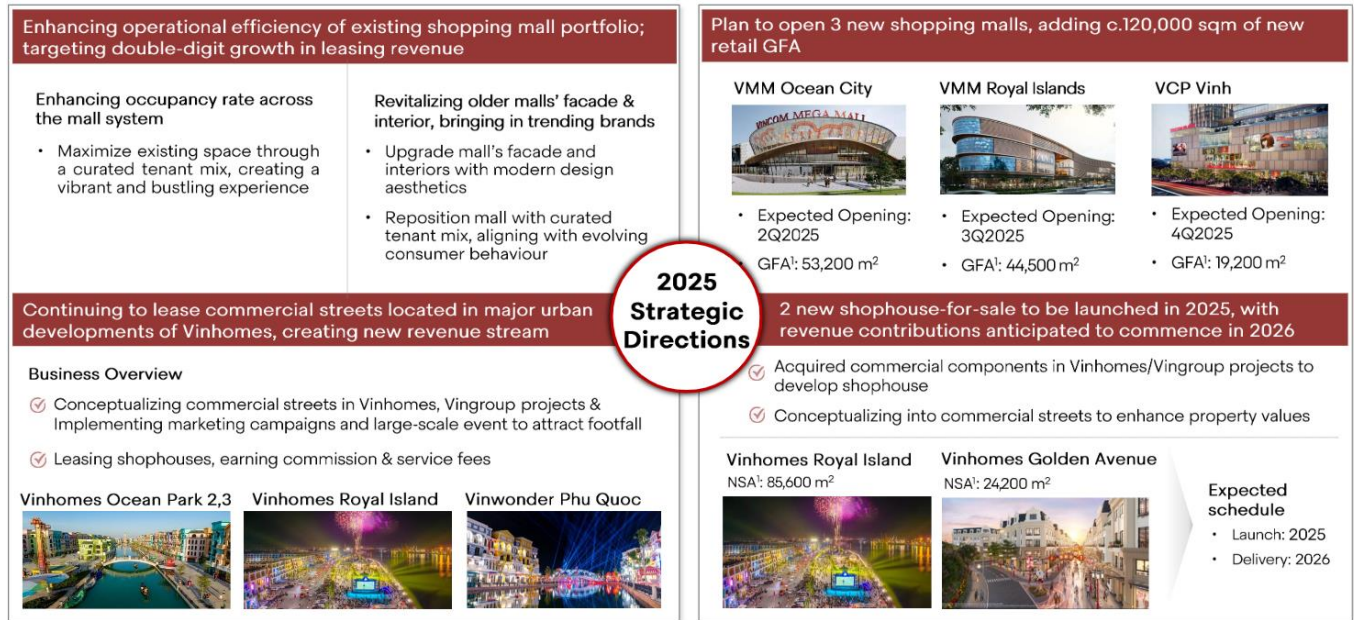 Enhancing operational efficiency of existing shopping mall portfolio;
targeting double-digit growth in leasing revenue
Enhancing occupancy rate across
the mall system
• Maximize existing space through
a curated tenant mix, creating a
vibrant and bustling experience
Revitalizing older malls' facade &
interior, bringing in trending brands
• Upgrade mall's facade and
interiors with modern design
aesthetics
• Reposition mall with curated
tenant mix, aligning with evolving
consumer behaviour
Plan to open 3 new shopping malls, adding c.120,000 sqm of new
retail GFA
VMM Ocean City
VINCOM MEGA MALL
• Expected Opening:
2Q2025
• GFA¹: 53,200 m²
VMM Royal Islands
• Expected Opening:
3Q2025
• GFA¹: 44,500 m²
VCP Vinh
• Expected Opening:
4Q2025
• GFA¹: 19,200 m²
2025
Strategic
Directions
Continuing to lease commercial streets located in major urban
developments of Vinhomes, creating new revenue stream
Business Overview
Conceptualizing commercial streets in Vinhomes, Vingroup projects &
Implementing marketing campaigns and large-scale event to attract footfall
Leasing shophouses, earning commission & service fees
Vinhomes Ocean Park 2,3
Vinhomes Royal Island
Vinwonder Phu Quoc
2 new shophouse-for-sale to be launched in 2025, with
revenue contributions anticipated to commence in 2026
Acquired commercial components in Vinhomes/Vingroup projects to
develop shophouse
Conceptualizing into commercial streets to enhance property values
Vinhomes Royal Island
NSA¹: 85,600 m²
Vinhomes Golden Avenue
NSA¹: 24,200 m²
Expected
schedule
• Launch: 2025
• Delivery: 2026